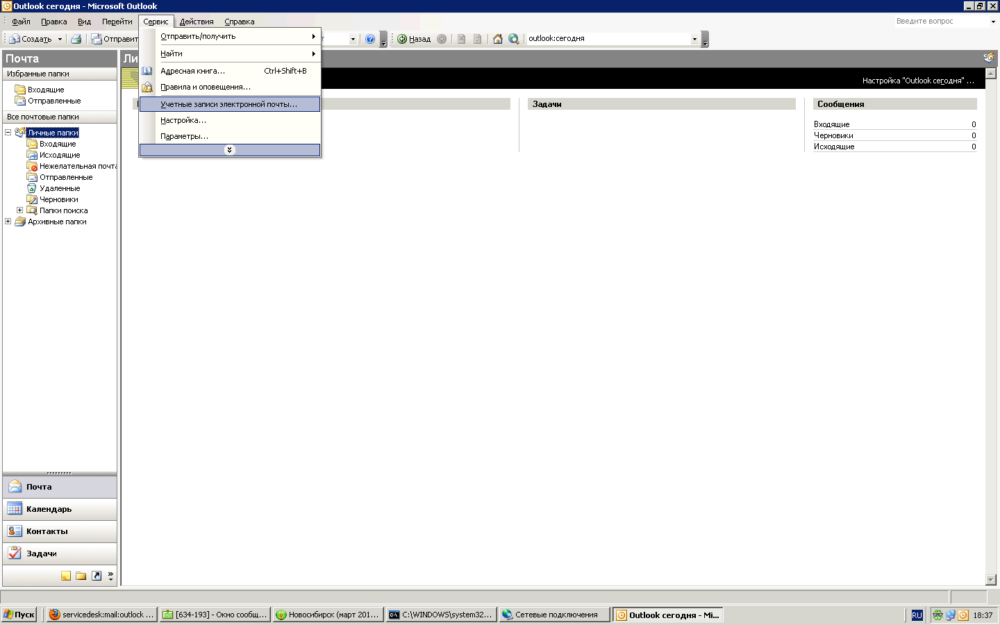 Outlook сегодня - Microsoft Outlook
Файл Правка Вид Перейти Сервис Действия Справка
Введите вопрос
Создать Отправит
Назад outlook:сегодня
Отправить/получить
Найти
Адресная книга... Ctrl+Shift+B
Правила и оповещения...
Учетные записи электронной почты...
Настройка...
Параметры...
Почта
Избранные папки
Входящие
Отправленные
Все почтовые папки
Личные папки
Входящие
Исходящие
Нежелательная почта
Отправленные
Удаленные
Черновики
Папки поиска
Архивные папки
Ли
Настройка "Outlook сегодня" ...
Задачи
Сообщения
Входящие 0
Черновики 0
Исходящие 0
Почта
Календарь
Контакты
Задачи
Пуск servicedesk:mail:outlook ... [634-193] - Окно сообщ... Новосибирск (март 201... C:\WINDOWS\system32... Сетевые подключения Outlook сегодня - Mi... RU 18:37